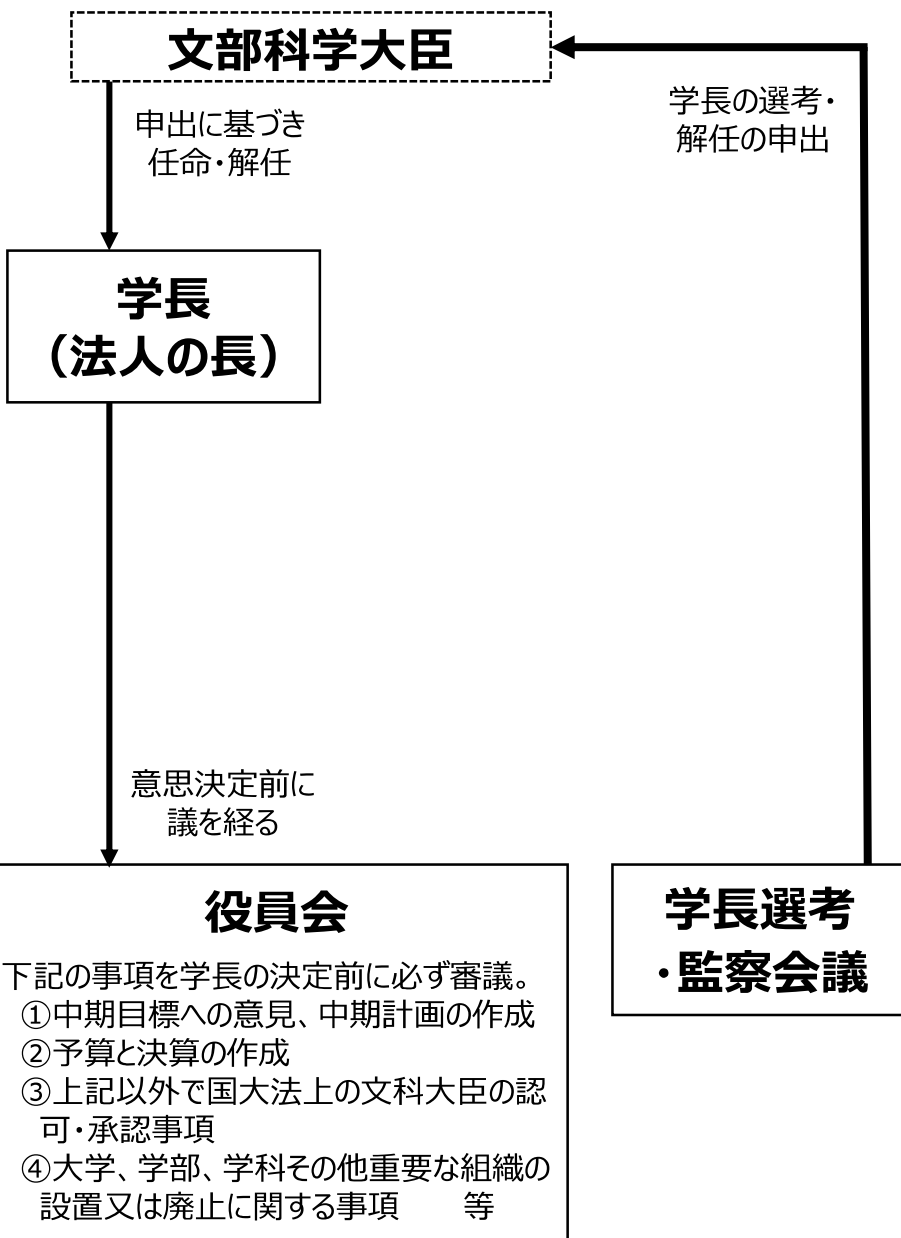 文部科学大臣
申出に基づき
任命・解任
学長の選考・
解任の申出
学長
（法人の長）
意思決定前に
議を経る
役員会
下記の事項を学長の決定前に必ず審議。
①中期目標への意見、中期計画の作成
②予算と決算の作成
③上記以外で国大法上の文科大臣の認
可・承認事項
④大学、学部、学科その他重要な組織の
設置又は廃止に関する事項　　等
学長選考
・監察会議